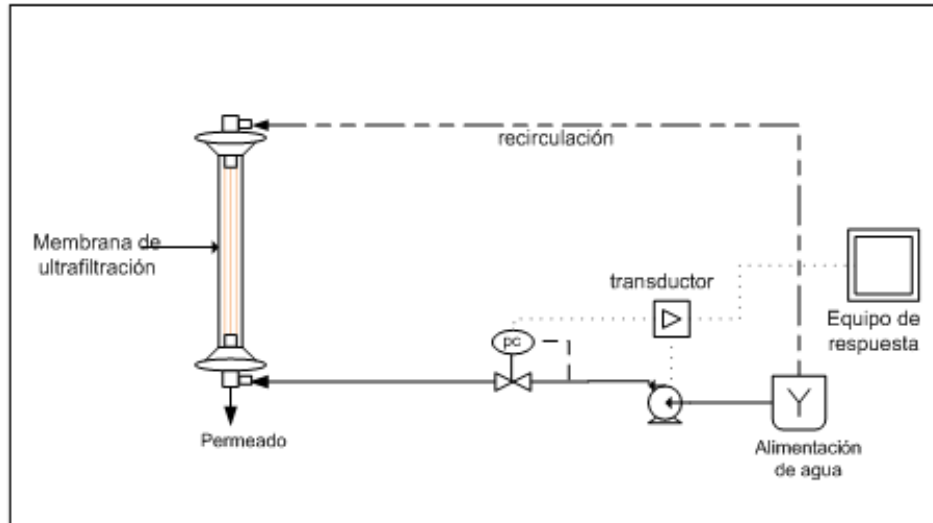 recirculación
Membrana de
ultrafiltración
transductor
Equipo de
respuesta
pc
Permeado
Alimentación
de agua